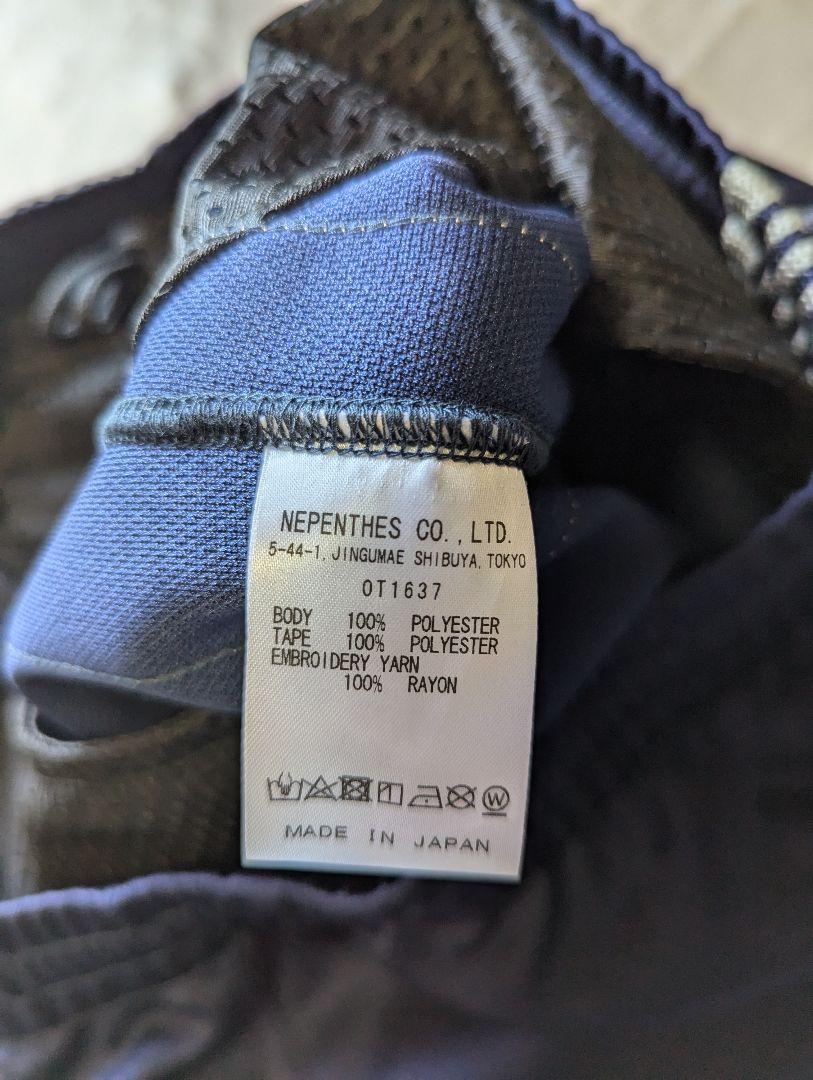 NEPENTHES CO.,LTD.
5-44-1, JINGUMAE SHIBUYA, TOKYO
OT1637
BODY 100% POLYESTER
TAPE 100% POLYESTER
EMBROIDERY YARN
100% RAYON
W
MADE IN JAPAN